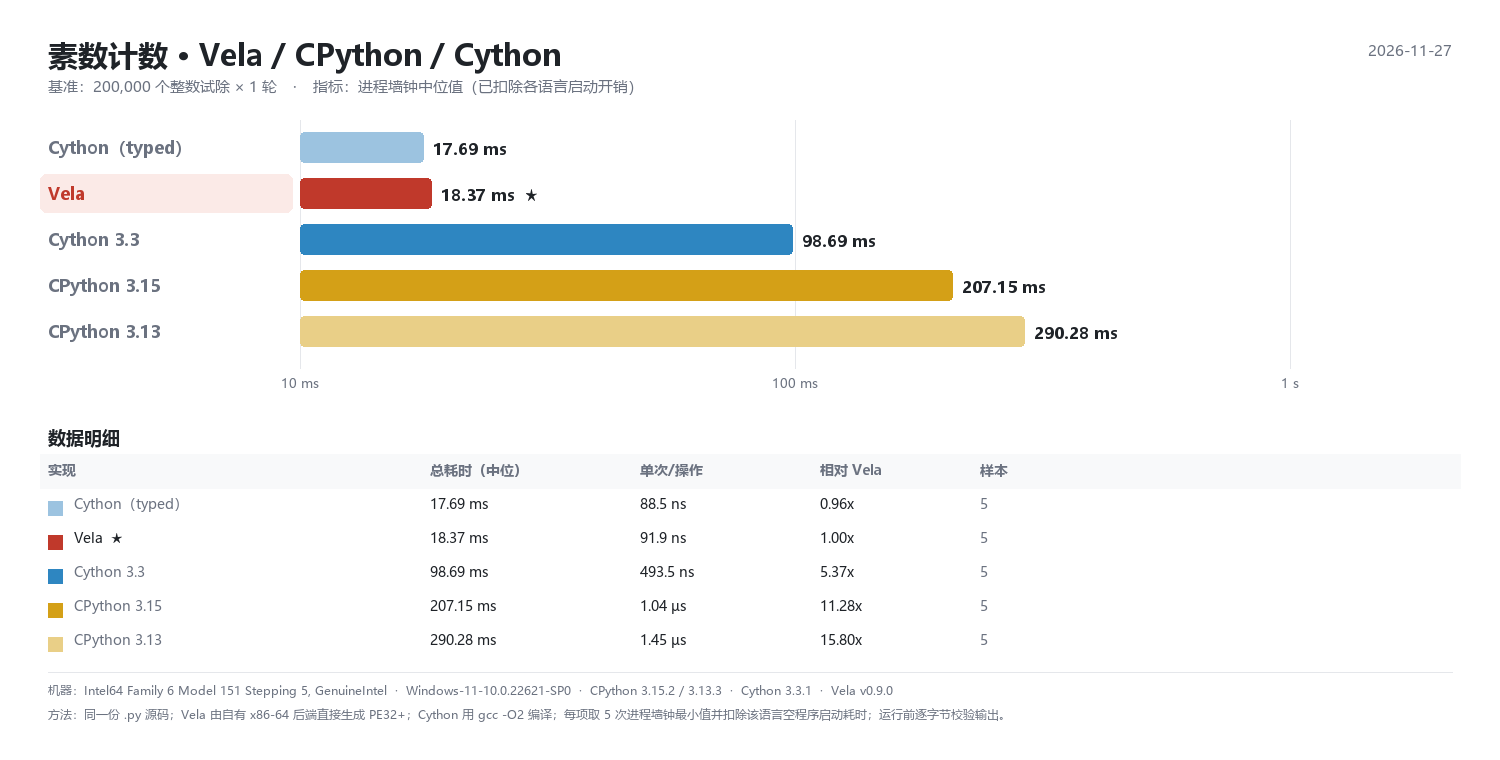 素数计数 • Vela / CPython / Cython
2026-11-27
基准：200,000 个整数试除 × 1 轮 · 指标：进程墙钟中位值（已扣除各语言启动开销）
Cython（typed） 17.69 ms
Vela 18.37 ms ★
Cython 3.3 98.69 ms
CPython 3.15 207.15 ms
CPython 3.13 290.28 ms
10 ms 100 ms 1 s
数据明细
实现 总耗时（中位） 单次/操作 相对 Vela 样本
Cython（typed） 17.69 ms 88.5 ns 0.96x 5
Vela ★ 18.37 ms 91.9 ns 1.00x 5
Cython 3.3 98.69 ms 493.5 ns 5.37x 5
CPython 3.15 207.15 ms 1.04 µs 11.28x 5
CPython 3.13 290.28 ms 1.45 µs 15.80x 5
机器：Intel64 Family 6 Model 151 Stepping 5, GenuineIntel · Windows-11-10.0.22621-SP0 · CPython 3.15.2 / 3.13.3 · Cython 3.3.1 · Vela v0.9.0
方法：同一份 .py 源码；Vela 由自有 x86-64 后端直接生成 PE32+；Cython 用 gcc -O2 编译；每项取 5 次进程墙钟最小值并扣除该语言空程序启动耗时；运行前逐字节校验输出。